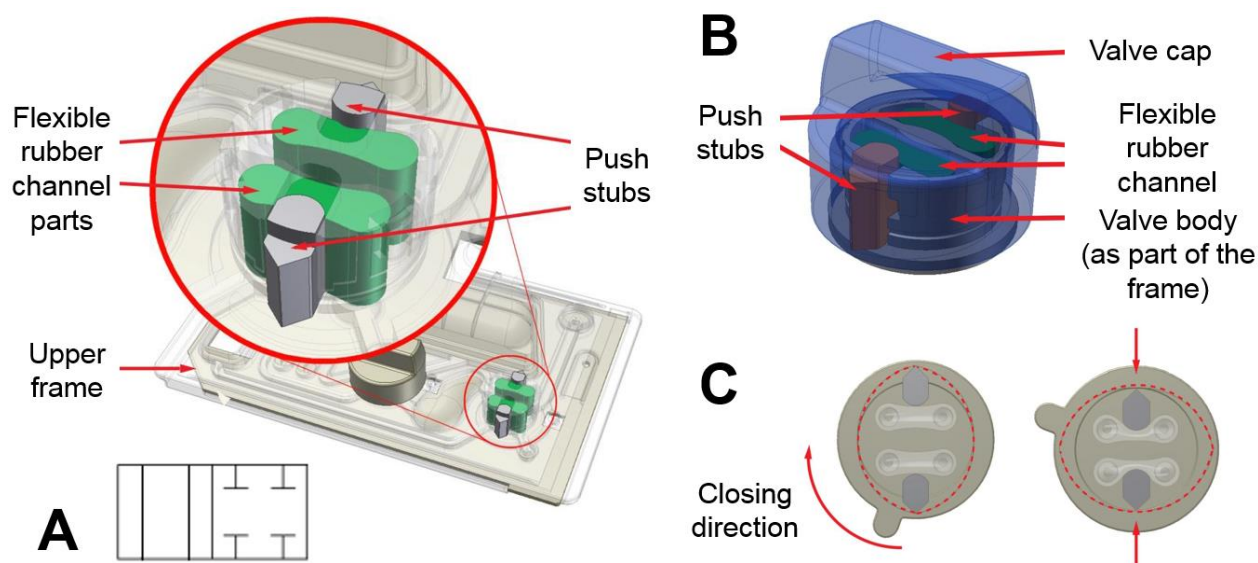 Flexible
rubber
channel
parts
Push
stubs
Upper
frame
A
B
Valve cap
Push
stubs
Flexible
rubber
channel
Valve body
(as part of the
frame)
C
Closing
direction